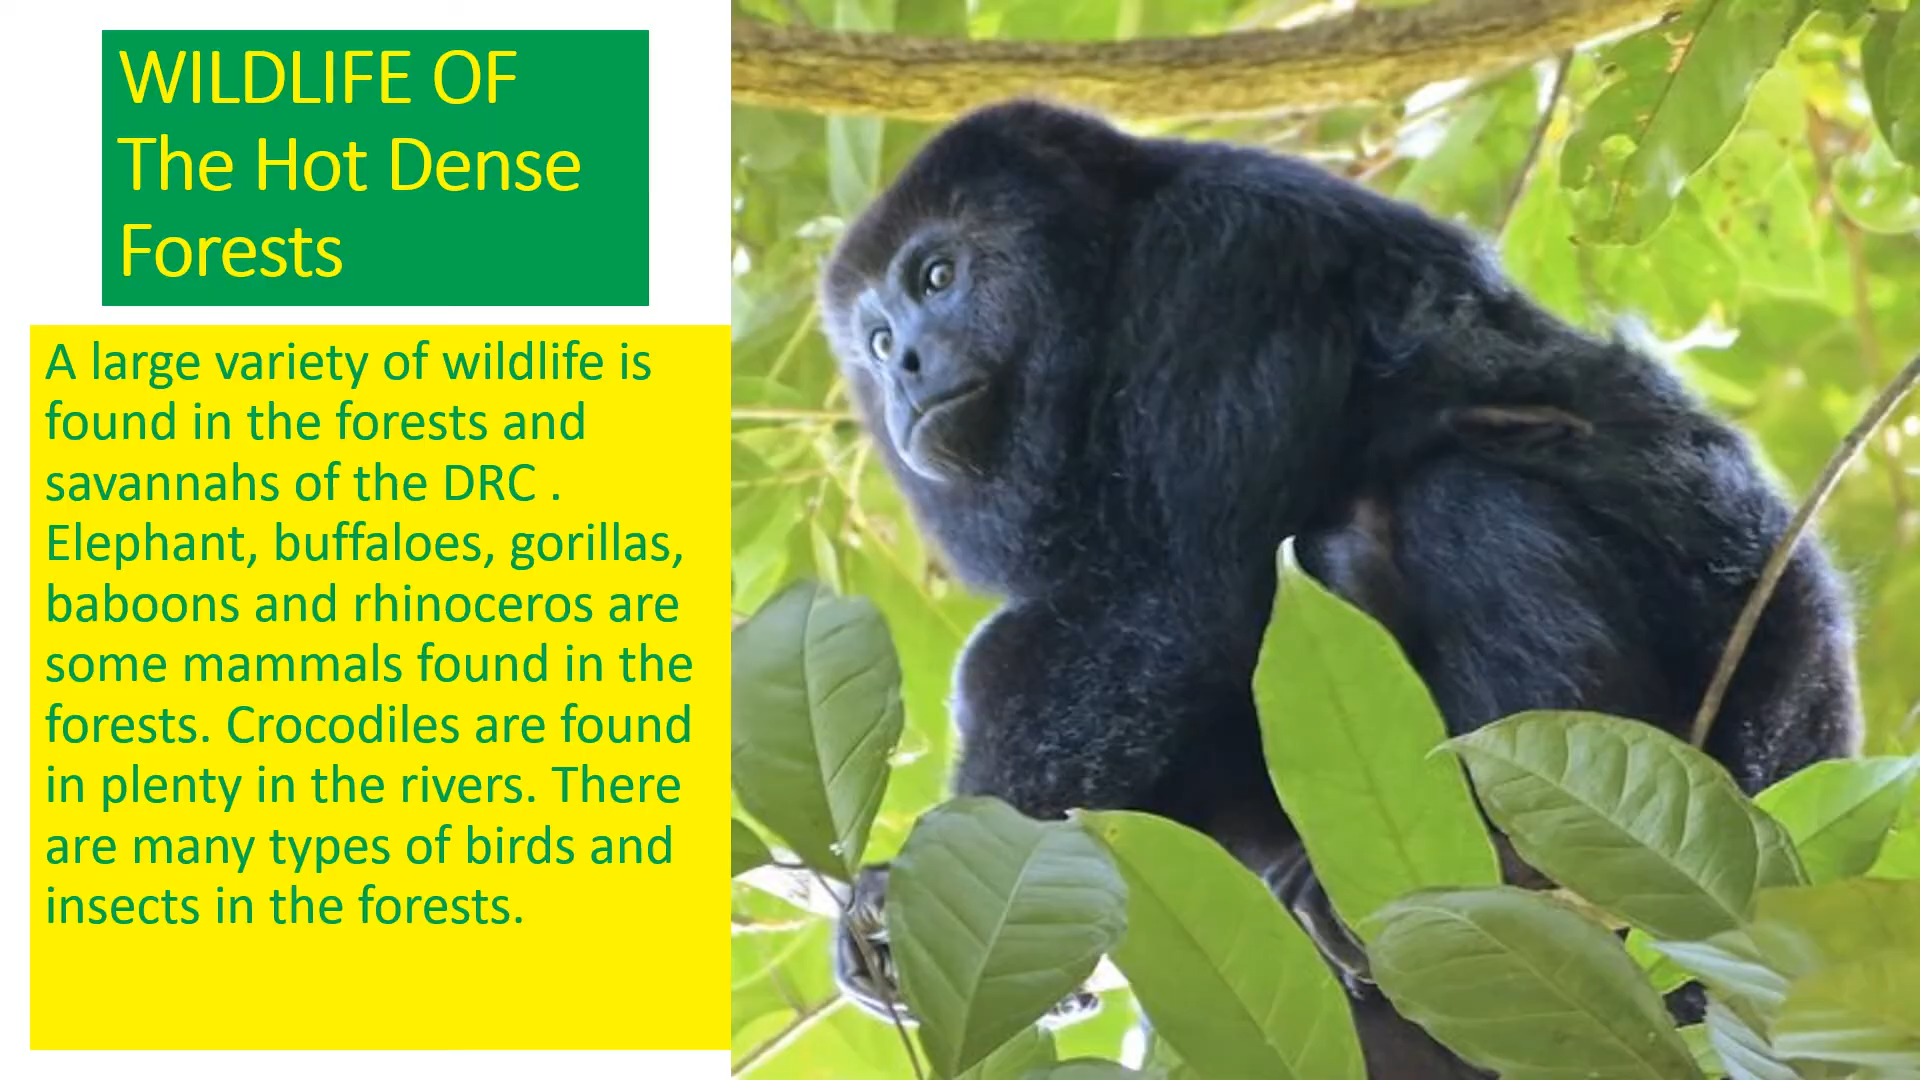 WILDLIFE OF
The Hot Dense
Forests
A large variety of wildlife is
found in the forests and
savannahs of the DRC .
Elephant, buffaloes, gorillas,
baboons and rhinoceros are
some mammals found in the
forests. Crocodiles are found
in plenty in the rivers. There
are many types of birds and
insects in the forests.